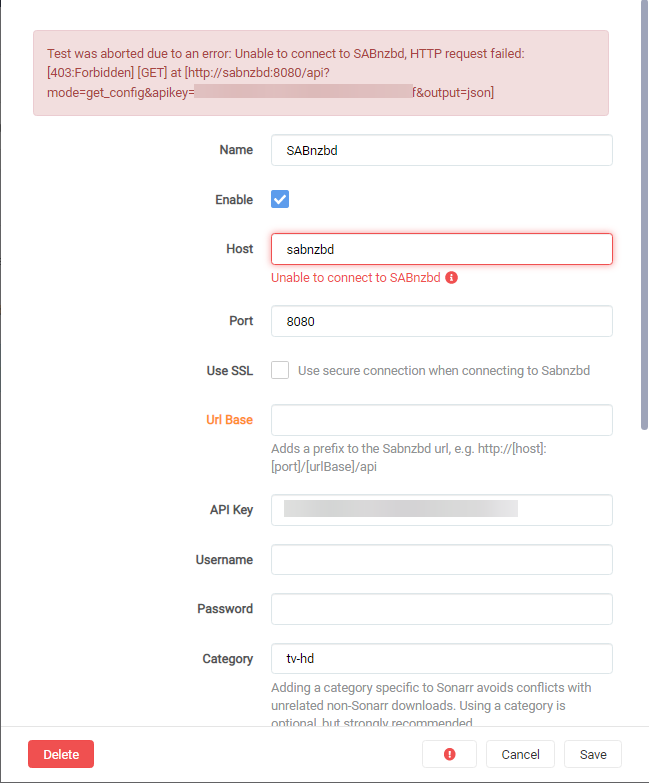 Test was aborted due to an error: Unable to connect to SABnzbd, HTTP request failed:
[403:Forbidden] [GET] at [http://sabnzbd:8080/api?
mode=get_config&apikey= f&output=json]
Name SABnzbd
Enable
Host sabnzbd
Unable to connect to SABnzbd
Port 8080
Use SSL Use secure connection when connecting to Sabnzbd
Url Base
Adds a prefix to the Sabnzbd url, e.g. http://[host]:
[port]/[urlBase]/api
API Key
Username
Password
Category tv-hd
Adding a category specific to Sonarr avoids conflicts with
unrelated non-Sonarr downloads. Using a category is
optional, but strongly recommended.
Delete Cancel Save